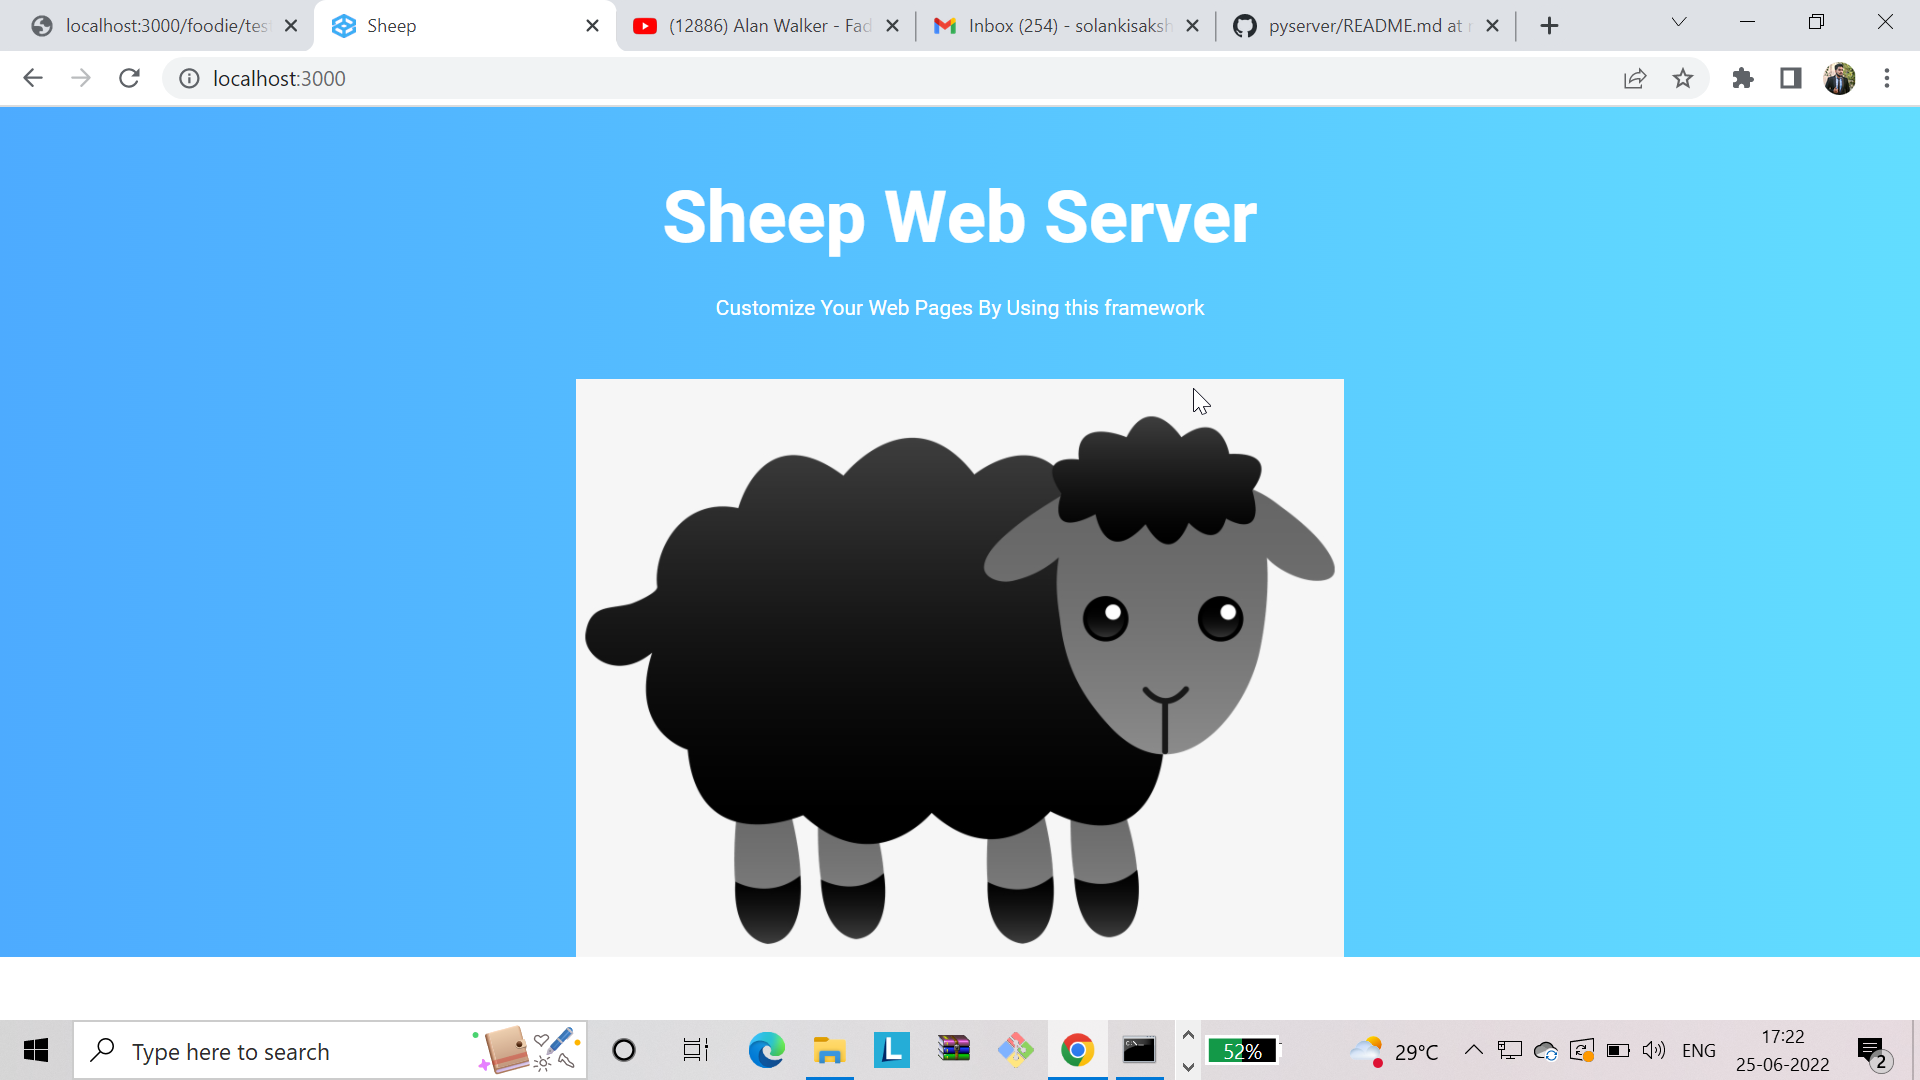 localhost:3000/foodie/test
Sheep
(12886) Alan Walker - Fad
Inbox (254) - solankisaksh
pyserver/README.md at
localhost:3000
Sheep Web Server
Customize Your Web Pages By Using this framework
Type here to search
L
52%
29°C
ENG
17:22
25-06-2022
2